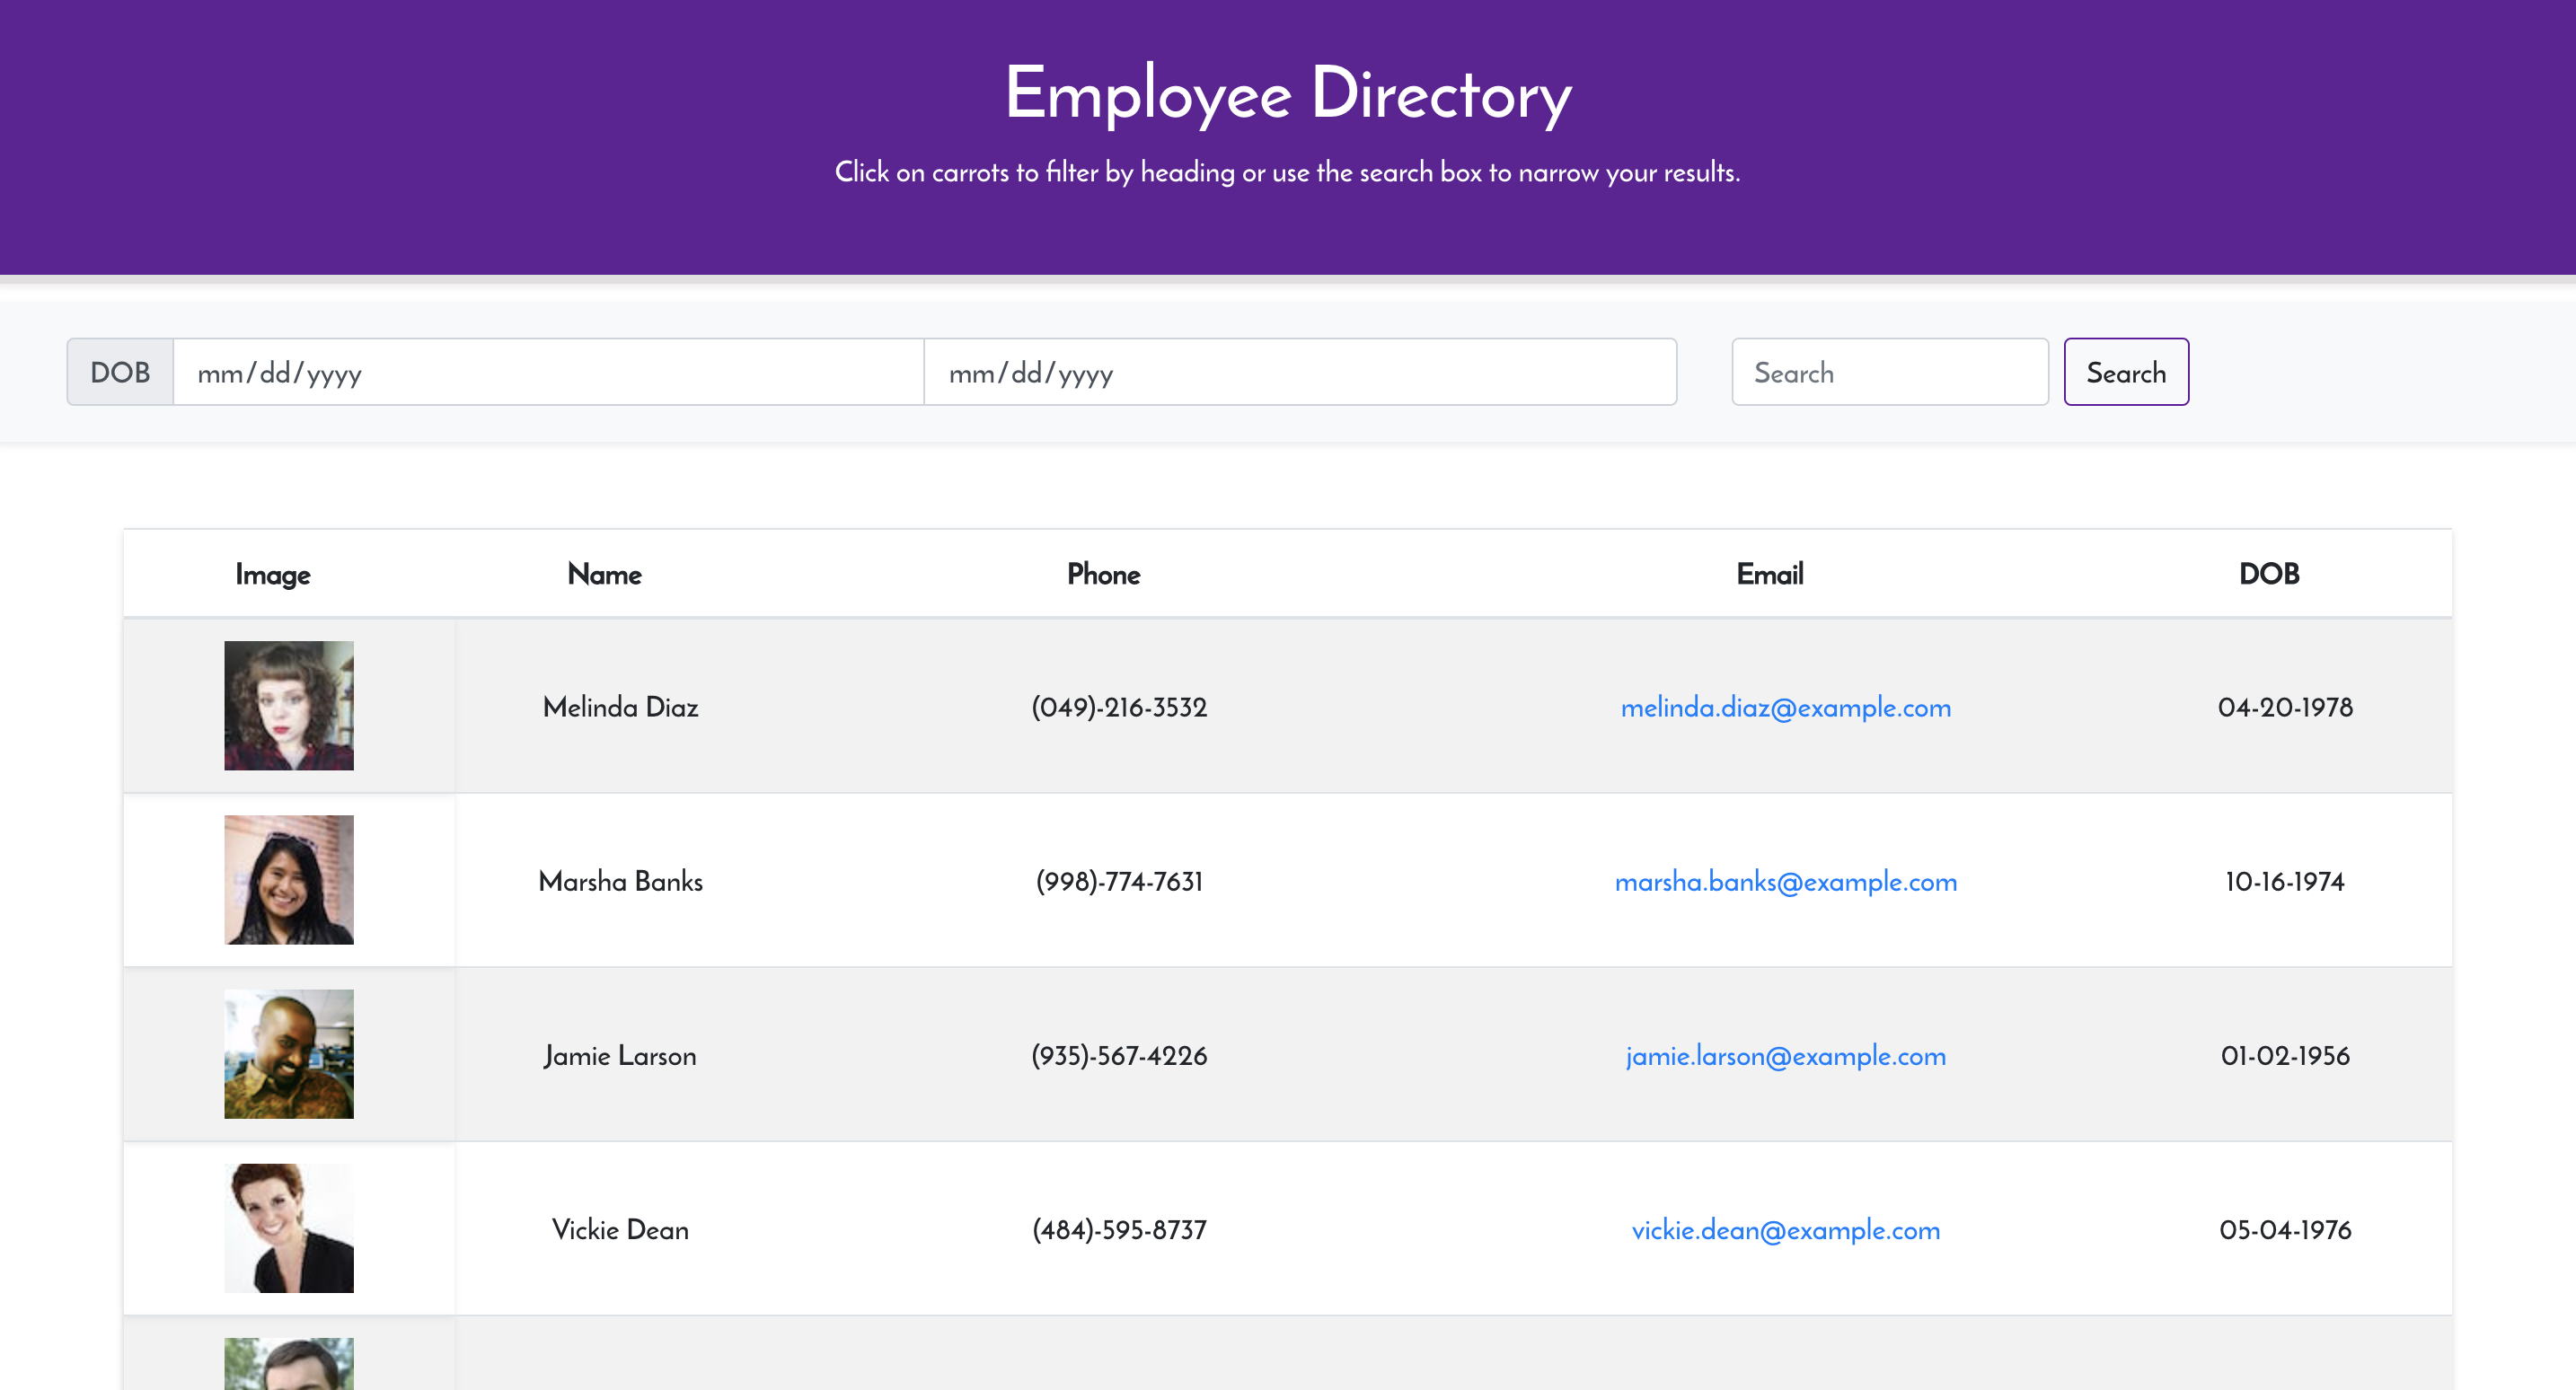 Employee Directory
Click on carrots to filter by heading or use the search box to narrow your results.
DOB mm/dd/yyyy mm/dd/yyyy Search Search
Image Name Phone Email DOB
Melinda Diaz (049)-216-3532 melinda.diaz@example.com 04-20-1978
Marsha Banks (998)-774-7631 marsha.banks@example.com 10-16-1974
Jamie Larson (935)-567-4226 jamie.larson@example.com 01-02-1956
Vickie Dean (484)-595-8737 vickie.dean@example.com 05-04-1976